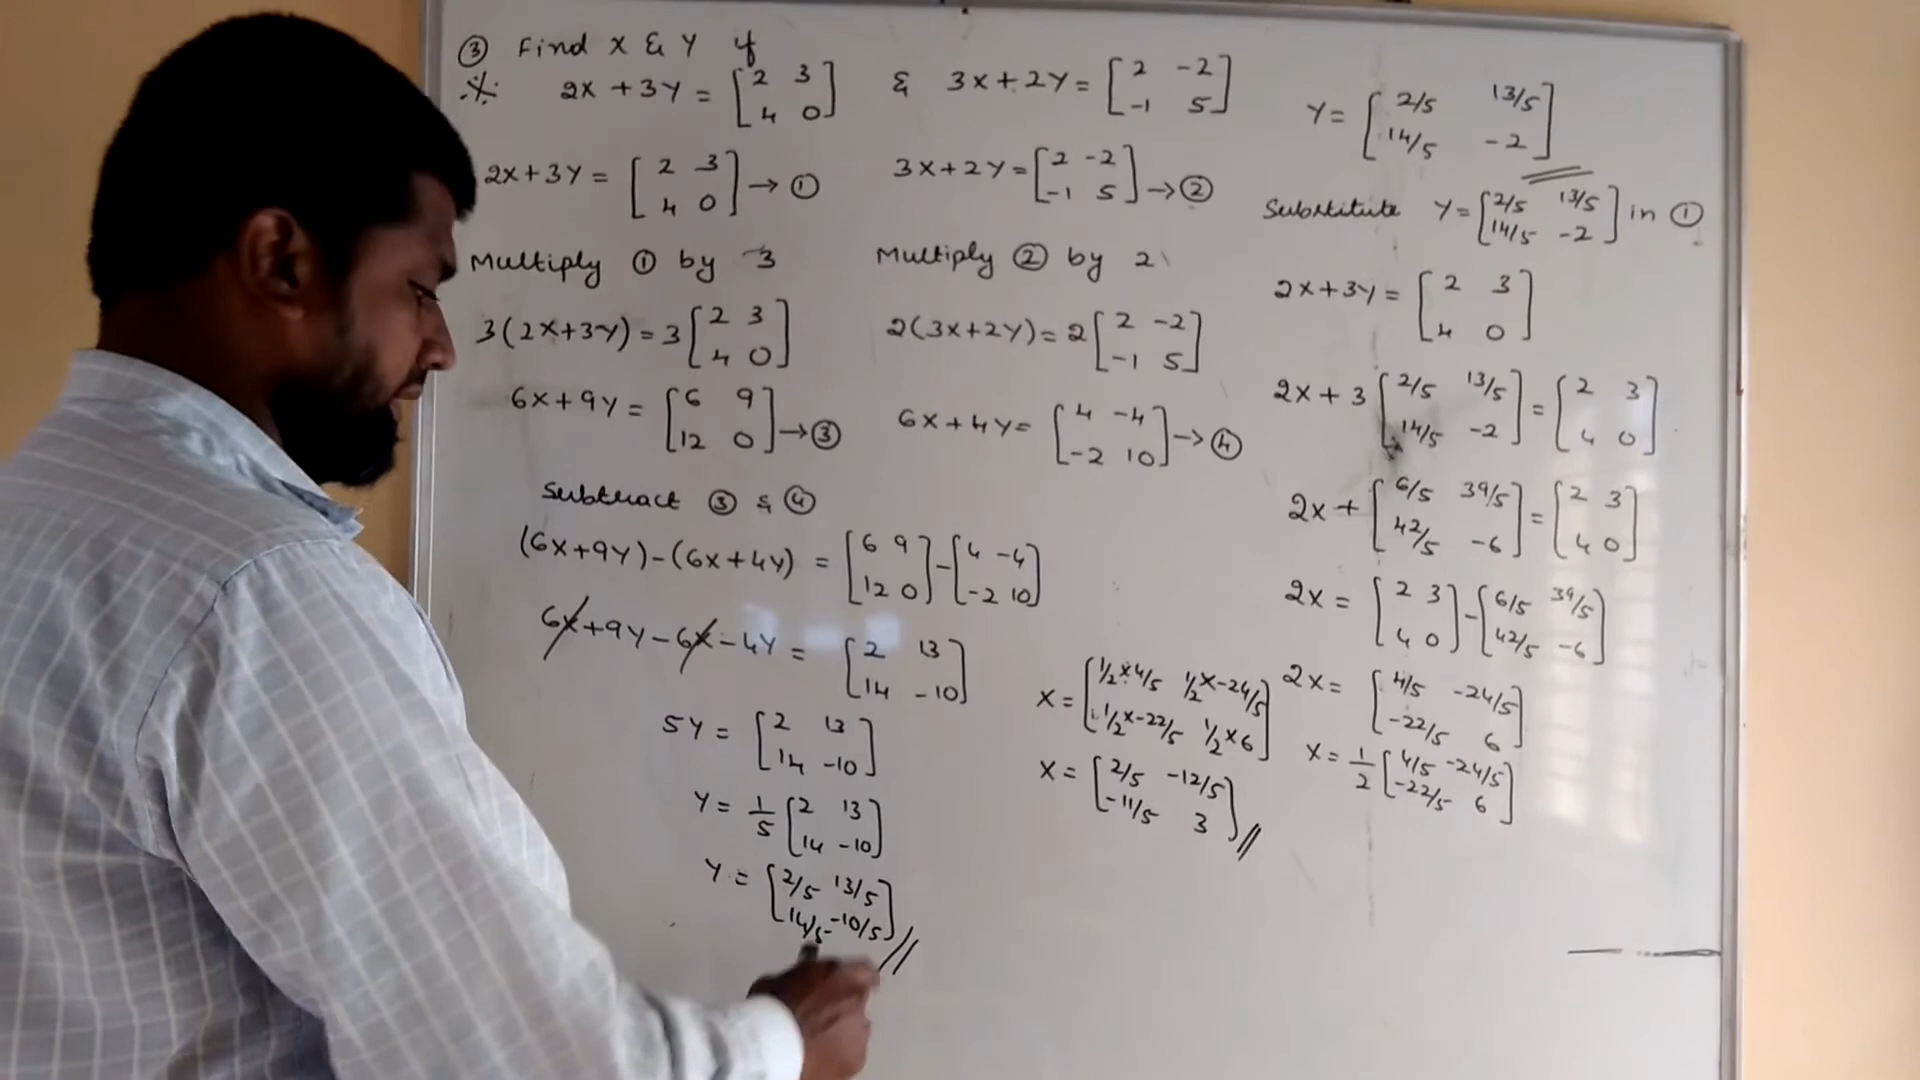 ③ Find X & Y if
⁒ 2X + 3Y = [2 3; 4 0] & 3X + 2Y = [2 -2; -1 5]
2X + 3Y = [2 3; 4 0] → ①
3X + 2Y = [2 -2; -1 5] → ②
Multiply ① by 3
Multiply ② by 2
3(2X+3Y) = 3[2 3; 4 0]
2(3X+2Y) = 2[2 -2; -1 5]
6X + 9Y = [6 9; 12 0] → ③
6X + 4Y = [4 -4; -2 10] → ④
Subtract ③ & ④
(6X+9Y) - (6X+4Y) = [6 9; 12 0] - [4 -4; -2 10]
6X + 9Y - 6X - 4Y = [2 13; 14 -10]
5Y = [2 13; 14 -10]
Y = 1/5 [2 13; 14 -10]
Y = [2/5 13/5; 14/5 -10/5] //
Y = [2/5 13/5; 14/5 -2]
Substitute Y = [2/5 13/5; 14/5 -2] in ①
2X + 3Y = [2 3; 4 0]
2X + 3[2/5 13/5; 14/5 -2] = [2 3; 4 0]
2X + [6/5 39/5; 42/5 -6] = [2 3; 4 0]
2X = [2 3; 4 0] - [6/5 39/5; 42/5 -6]
2X = [4/5 -24/5; -22/5 6]
X = 1/2 [4/5 -24/5; -22/5 6]
X = [1/2 x 4/5 1/2 x -24/5; 1/2 x -22/5 1/2 x 6]
X = [2/5 -12/5; -11/5 3] //